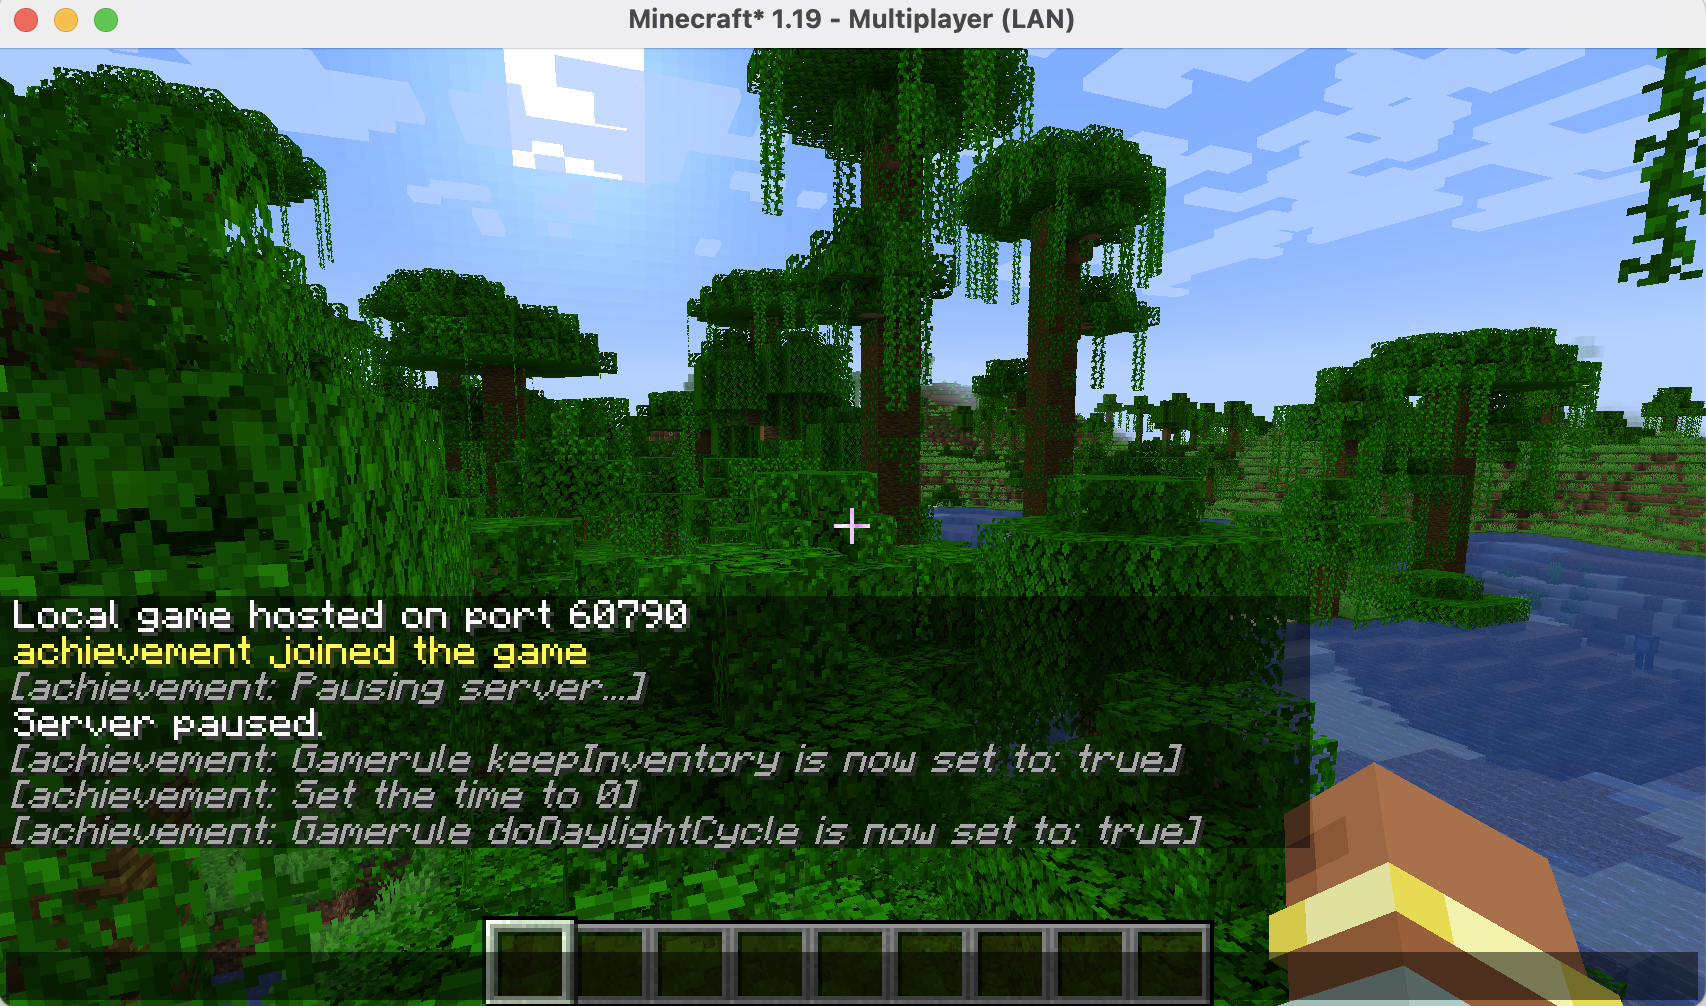 Minecraft* 1.19 - Multiplayer (LAN)
Local game hosted on port 60790
achievement joined the game
[achievement: Pausing server...]
Server paused.
[achievement: Gamerule keepInventory is now set to: true]
[achievement: Set the time to 0]
[achievement: Gamerule doDaylightCycle is now set to: true]